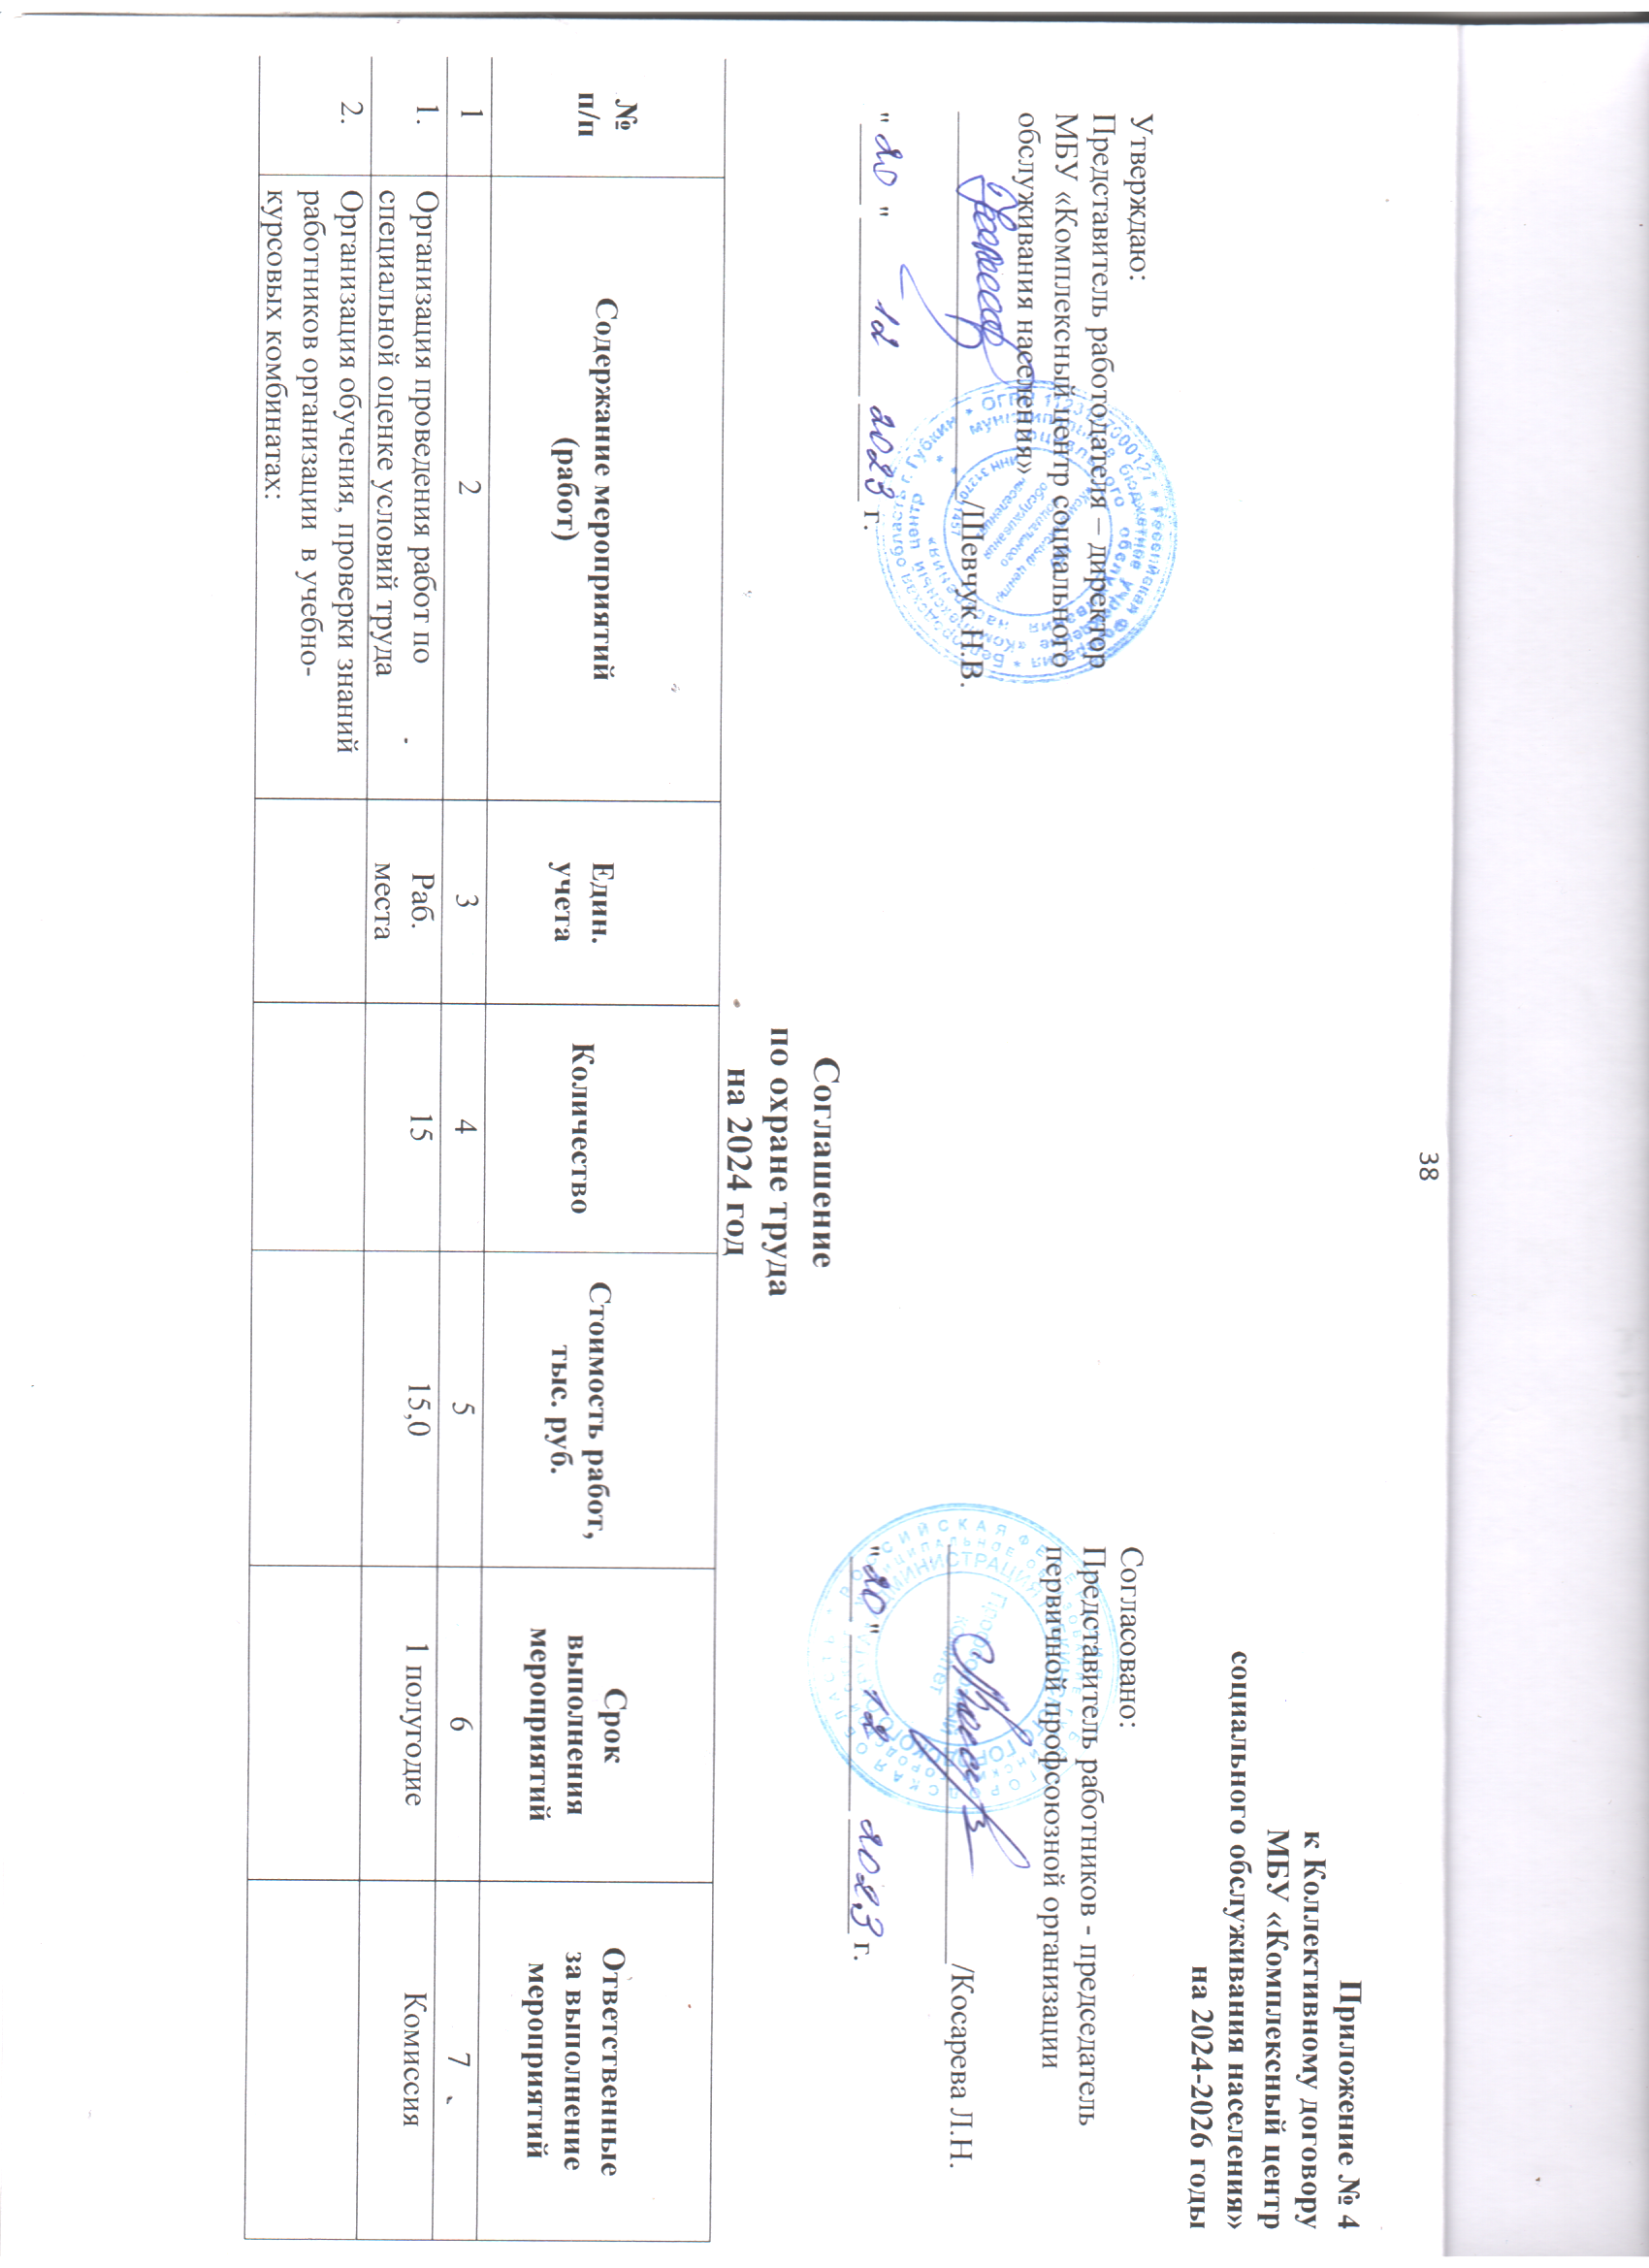 38
Приложение № 4
к Коллективному договору
МБУ «Комплексный центр
социального обслуживания населения»
на 2024-2026 годы
Утверждаю:
Представитель работодателя – директор
МБУ «Комплексный центр социального
обслуживания населения»
/Шевчук Н.В.
"20" 12 2023 г.
Согласовано:
Представитель работников - председатель
первичной профсоюзной организации
/Косарева Л.Н.
"20" 12 2023 г.
Соглашение
по охране труда
на 2024 год
№
п/п
Содержание мероприятий
(работ)
Един.
учета
Количество
Стоимость работ,
тыс. руб.
Срок
выполнения
мероприятий
Ответственные
за выполнение
мероприятий
1 2 3 4 5 6 7
1.
Организация проведения работ по
специальной оценке условий труда
Раб.
места
15
15,0
1 полугодие
Комиссия
2.
Организация обучения, проверки знаний
работников организации в учебно-
курсовых комбинатах: